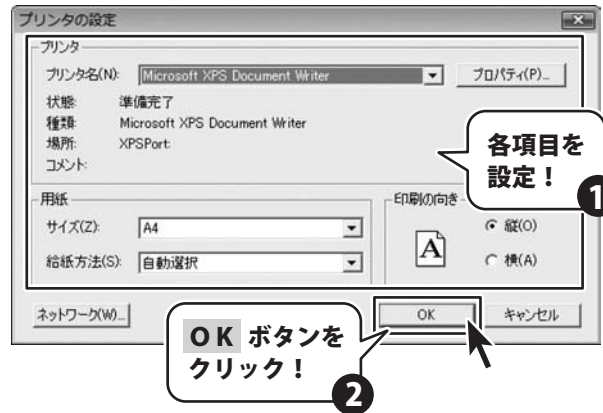 プリンタの設定
プリンタ
プリンタ名(N): Microsoft XPS Document Writer プロパティ(P)...
状態: 準備完了
種類: Microsoft XPS Document Writer
場所: XPSPort:
コメント:
各項目を
設定！
1
用紙
サイズ(Z): A4
給紙方法(S): 自動選択
印刷の向き
A
縦(O)
横(A)
ネットワーク(W)...
OK
キャンセル
OK ボタンを
クリック！
2